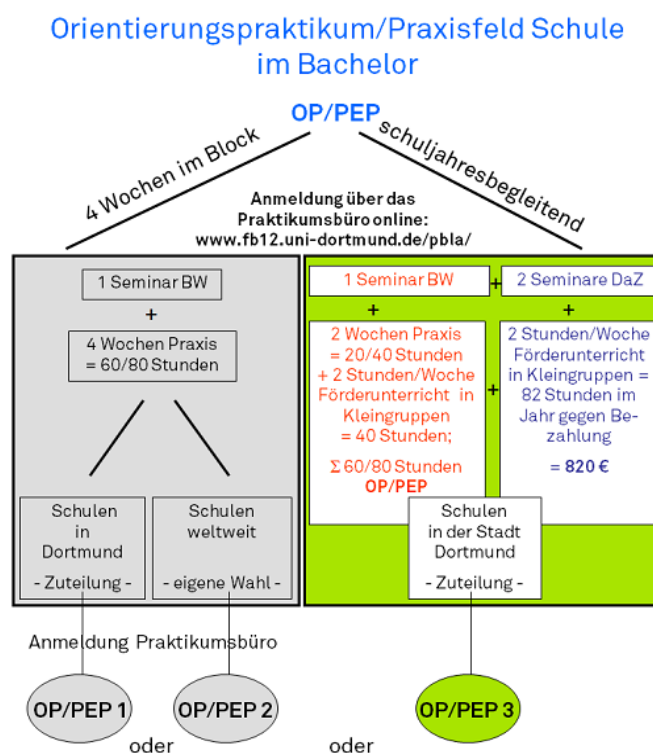 Orientierungspraktikum/Praxisfeld Schule
im Bachelor
OP/PEP
4 Wochen im Block
schuljahresbegleitend
Anmeldung über das
Praktikumsbüro online:
www.fb12.uni-dortmund.de/pbla/
1 Seminar BW
+
4 Wochen Praxis
= 60/80 Stunden
Schulen
in
Dortmund
- Zuteilung -
Schulen
weltweit
- eigene Wahl -
1 Seminar BW
+
2 Seminare DaZ
+
+
2 Wochen Praxis
= 20/40 Stunden
+ 2 Stunden/Woche
Förderunterricht in
Kleingruppen
= 40 Stunden;
Σ 60/80 Stunden
OP/PEP
+
2 Stunden/Woche
Förderunterricht
in Kleingruppen =
82 Stunden im
Jahr gegen Be-
zahlung
= 820 €
Schulen
in der Stadt
Dortmund
- Zuteilung -
Anmeldung Praktikumsbüro
OP/PEP 1
oder
OP/PEP 2
oder
OP/PEP 3